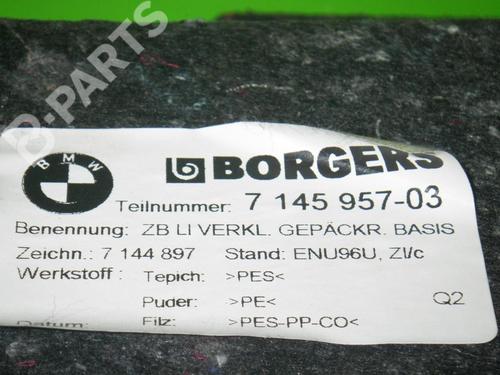 B-PARTS
BMW
BORGERS
Teilnummer: 7 145 957-03
Benennung: ZB LI VERKL. GEPÄCKR. BASIS
Zeichn.: 7 144 897 Stand: ENU96U, ZI/c
Werkstoff : Tepich: >PES<
Puder: >PE< Q2
Datum: Filz: >PES-PP-CO<